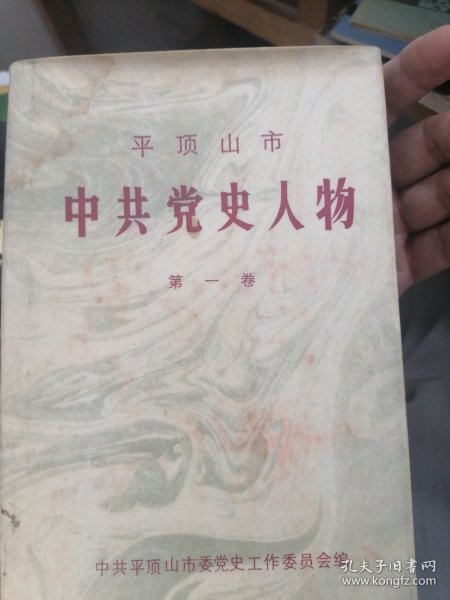 平顶山市
中共党史人物
第一卷
中共平顶山市委党史工作委员会编
孔夫子旧书网
www.kongfz.com